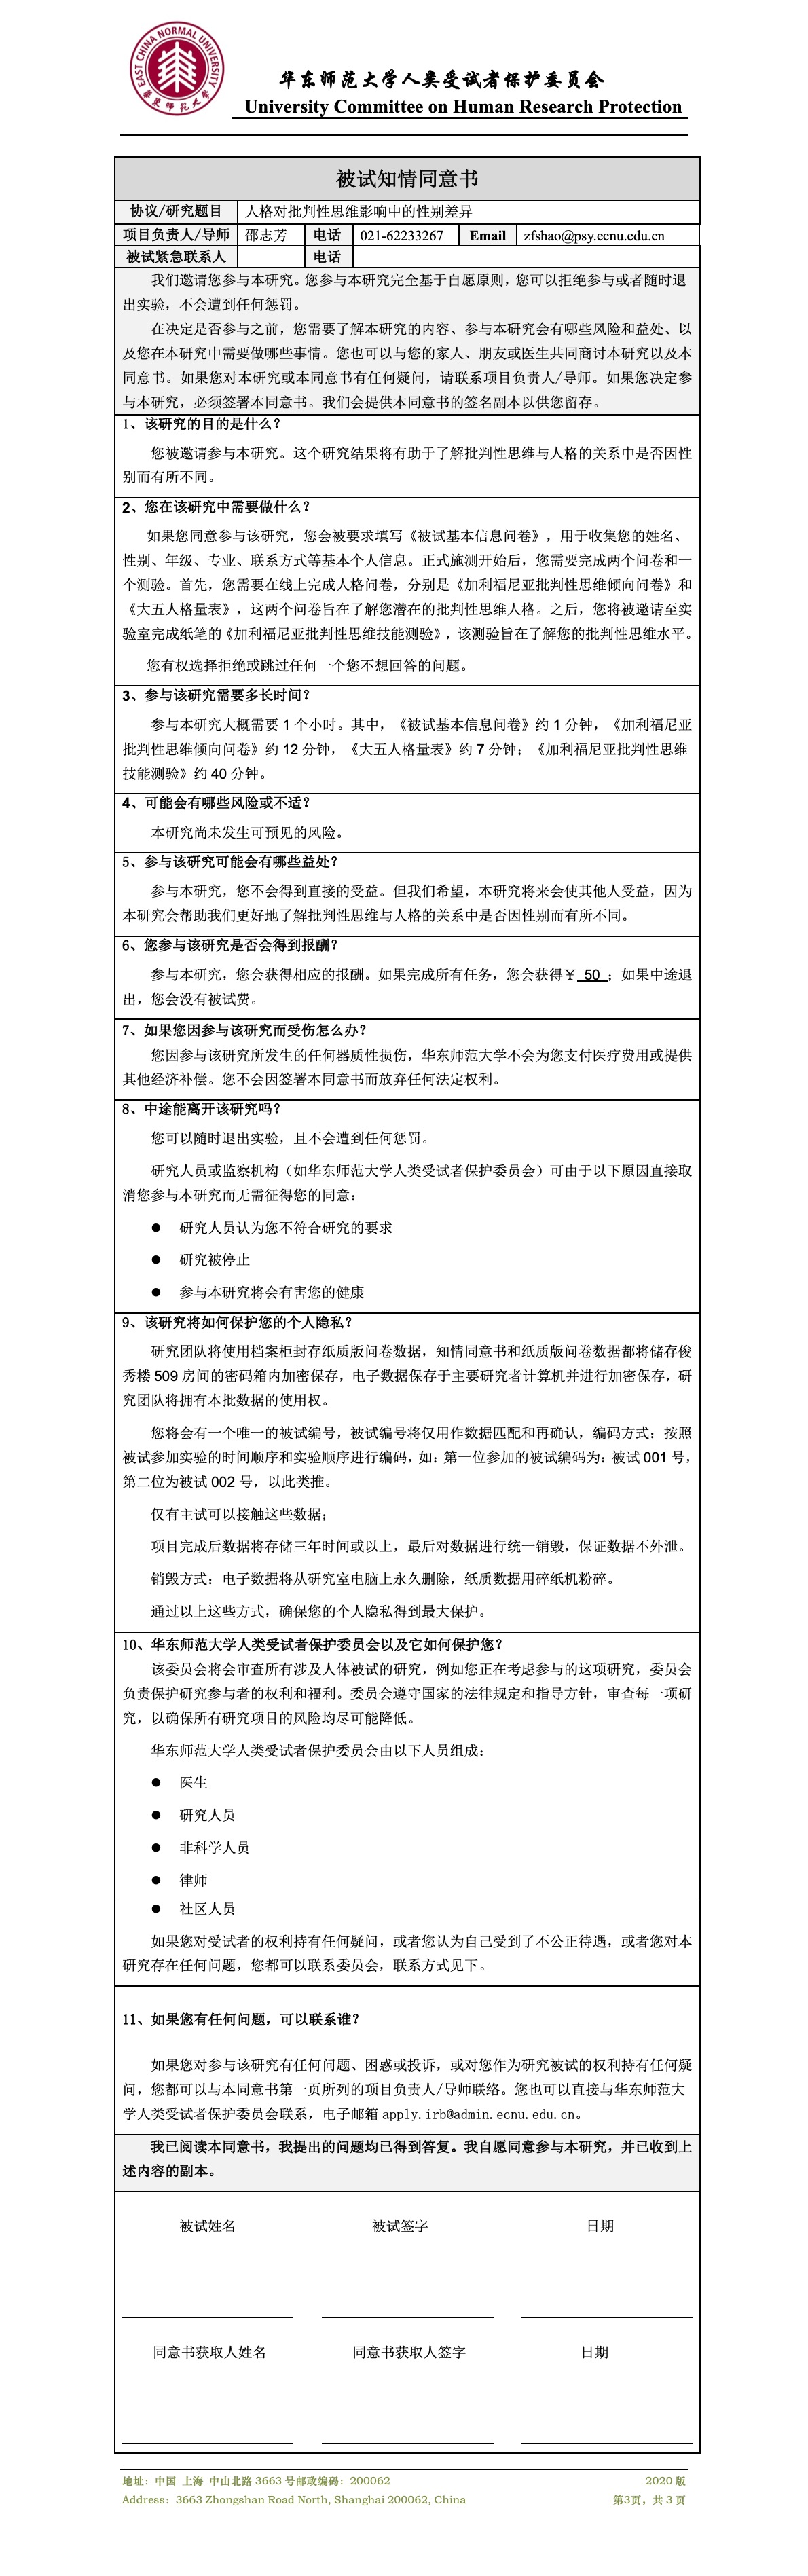 EAST CHINA NORMAL UNIVERSITY
华东师范大学
华东师范大学人类受试者保护委员会
University Committee on Human Research Protection
被试知情同意书
协议/研究题目 人格对批判性思维影响中的性别差异
项目负责人/导师 邵志芳 电话 021-62233267 Email zfshao@psy.ecnu.edu.cn
被试紧急联系人 电话
我们邀请您参与本研究。您参与本研究完全基于自愿原则，您可以拒绝参与或者随时退
出实验，不会遭到任何惩罚。
在决定是否参与之前，您需要了解本研究的内容、参与本研究会有哪些风险和益处、以
及您在本研究中需要做哪些事情。您也可以与您的家人、朋友或医生共同商讨本研究以及本
同意书。如果您对本研究或本同意书有任何疑问，请联系项目负责人/导师。如果您决定参
与本研究，必须签署本同意书。我们会提供本同意书的签名副本以供您留存。
1、该研究的目的是什么？
您被邀请参与本研究。这个研究结果将有助于了解批判性思维与人格的关系中是否因性
别而有所不同。
2、您在该研究中需要做什么？
如果您同意参与该研究，您会被要求填写《被试基本信息问卷》，用于收集您的姓名、
性别、年级、专业、联系方式等基本个人信息。正式施测开始后，您需要完成两个问卷和一
个测验。首先，您需要在线上完成人格问卷，分别是《加利福尼亚批判性思维倾向问卷》和
《大五人格量表》，这两个问卷旨在了解您潜在的批判性思维人格。之后，您将被邀请至实
验室完成纸笔的《加利福尼亚批判性思维技能测验》，该测验旨在了解您的批判性思维水平。
您有权选择拒绝或跳过任何一个您不想回答的问题。
3、参与该研究需要多长时间？
参与本研究大概需要 1 个小时。其中，《被试基本信息问卷》约 1 分钟，《加利福尼亚
批判性思维倾向问卷》约 12 分钟，《大五人格量表》约 7 分钟；《加利福尼亚批判性思维
技能测验》约 40 分钟。
4、可能会有哪些风险或不适？
本研究尚未发生可预见的风险。
5、参与该研究可能会有哪些益处？
参与本研究，您不会得到直接的受益。但我们希望，本研究将来会使其他人受益，因为
本研究会帮助我们更好地了解批判性思维与人格的关系中是否因性别而有所不同。
6、您参与该研究是否会得到报酬？
参与本研究，您会获得相应的报酬。如果完成所有任务，您会获得￥ 50 ；如果中途退
出，您会没有被试费。
7、如果您因参与该研究而受伤怎么办？
您因参与该研究所发生的任何器质性损伤，华东师范大学不会为您支付医疗费用或提供
其他经济补偿。您不会因签署本同意书而放弃任何法定权利。
8、中途能离开该研究吗？
您可以随时退出实验，且不会遭到任何惩罚。
研究人员或监察机构（如华东师范大学人类受试者保护委员会）可由于以下原因直接取
消您参与本研究而无需征得您的同意：
● 研究人员认为您不符合研究的要求
● 研究被停止
● 参与本研究将会有害您的健康
9、该研究将如何保护您的个人隐私？
研究团队将使用档案柜封存纸质版问卷数据，知情同意书和纸质版问卷数据都将储存俊
秀楼 509 房间的密码箱内加密保存，电子数据保存于主要研究者计算机并进行加密保存，研
究团队将拥有本批数据的使用权。
您将会有一个唯一的被试编号，被试编号将仅用作数据匹配和再确认，编码方式：按照
被试参加实验的时间顺序和实验顺序进行编码，如：第一位参加的被试编码为：被试 001 号，
第二位为被试 002 号，以此类推。
仅有主试可以接触这些数据；
项目完成后数据将存储三年时间或以上，最后对数据进行统一销毁，保证数据不外泄。
销毁方式：电子数据将从研究室电脑上永久删除，纸质数据用碎纸机粉碎。
通过以上这些方式，确保您的个人隐私得到最大保护。
10、华东师范大学人类受试者保护委员会以及它如何保护您？
该委员会将会审查所有涉及人体被试的研究，例如您正在考虑参与的这项研究，委员会
负责保护研究参与者的权利和福利。委员会遵守国家的法律规定和指导方针，审查每一项研
究，以确保所有研究项目的风险均尽可能降低。
华东师范大学人类受试者保护委员会由以下人员组成：
● 医生
● 研究人员
● 非科学人员
● 律师
● 社区人员
如果您对受试者的权利持有任何疑问，或者您认为自己受到了不公正待遇，或者您对本
研究存在任何问题，您都可以联系委员会，联系方式见下。
11、如果您有任何问题，可以联系谁？
如果您对参与该研究有任何问题、困惑或投诉，或对您作为研究被试的权利持有任何疑
问，您都可以与本同意书第一页所列的项目负责人/导师联络。您也可以直接与华东师范大
学人类受试者保护委员会联系，电子邮箱 apply.irb@admin.ecnu.edu.cn。
我已阅读本同意书，我提出的问题均已得到答复。我自愿同意参与本研究，并已收到上
述内容的副本。
被试姓名 被试签字 日期
同意书获取人姓名 同意书获取人签字 日期
地址：中国 上海 中山北路 3663 号邮政编码：200062 2020 版
Address：3663 Zhongshan Road North, Shanghai 200062, China 第3页，共 3 页